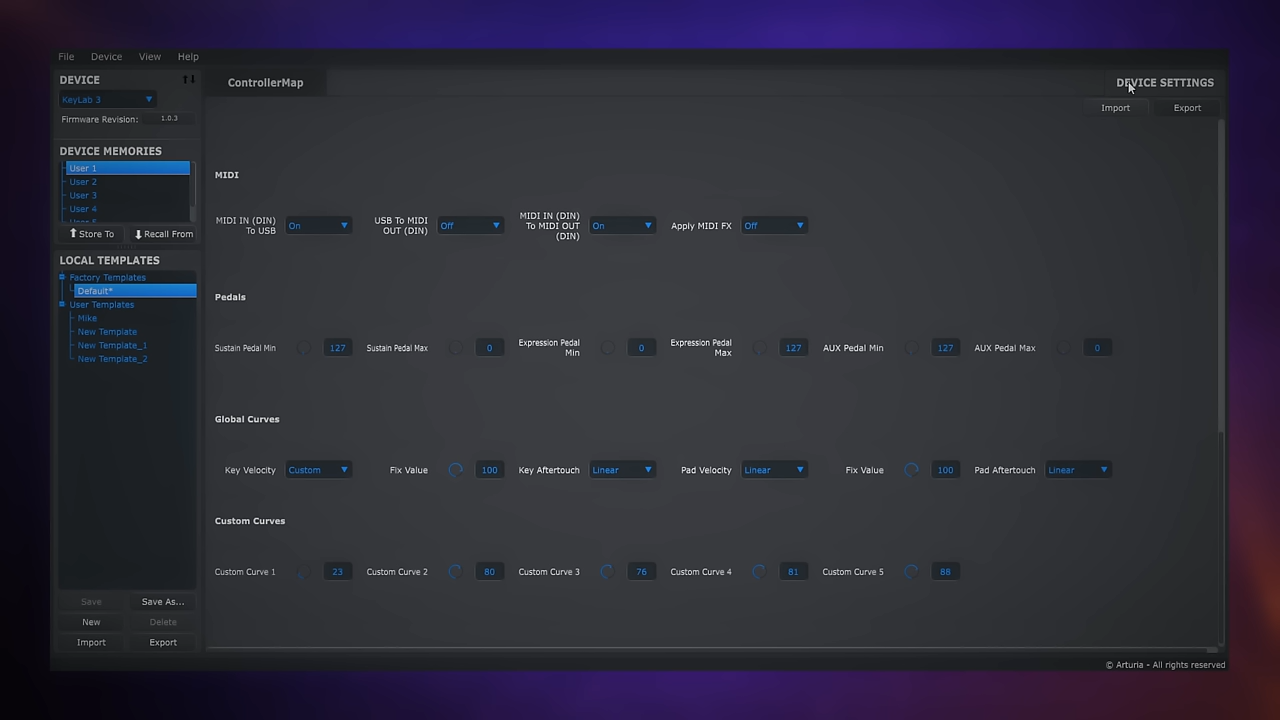 File Device View Help
DEVICE
KeyLab 3
Firmware Revision: 1.0.3
DEVICE MEMORIES
User 1
User 2
User 3
User 4
Store To Recall From
LOCAL TEMPLATES
Factory Templates
Default*
User Templates
Mike
New Template
New Template_1
New Template_2
Save Save As...
New Delete
Import Export
ControllerMap DEVICE SETTINGS
Import Export
MIDI
MIDI IN (DIN)
To USB
On
USB To MIDI
OUT (DIN)
Off
MIDI IN (DIN)
To MIDI OUT
(DIN)
On
Apply MIDI FX Off
Pedals
Sustain Pedal Min 127
Sustain Pedal Max 0
Expression Pedal
Min
0
Expression Pedal
Max
127
AUX Pedal Min 127
AUX Pedal Max 0
Global Curves
Key Velocity Custom Fix Value 100 Key Aftertouch Linear Pad Velocity Linear Fix Value 100 Pad Aftertouch Linear
Custom Curves
Custom Curve 1 23 Custom Curve 2 80 Custom Curve 3 76 Custom Curve 4 81 Custom Curve 5 88
© Arturia - All rights reserved